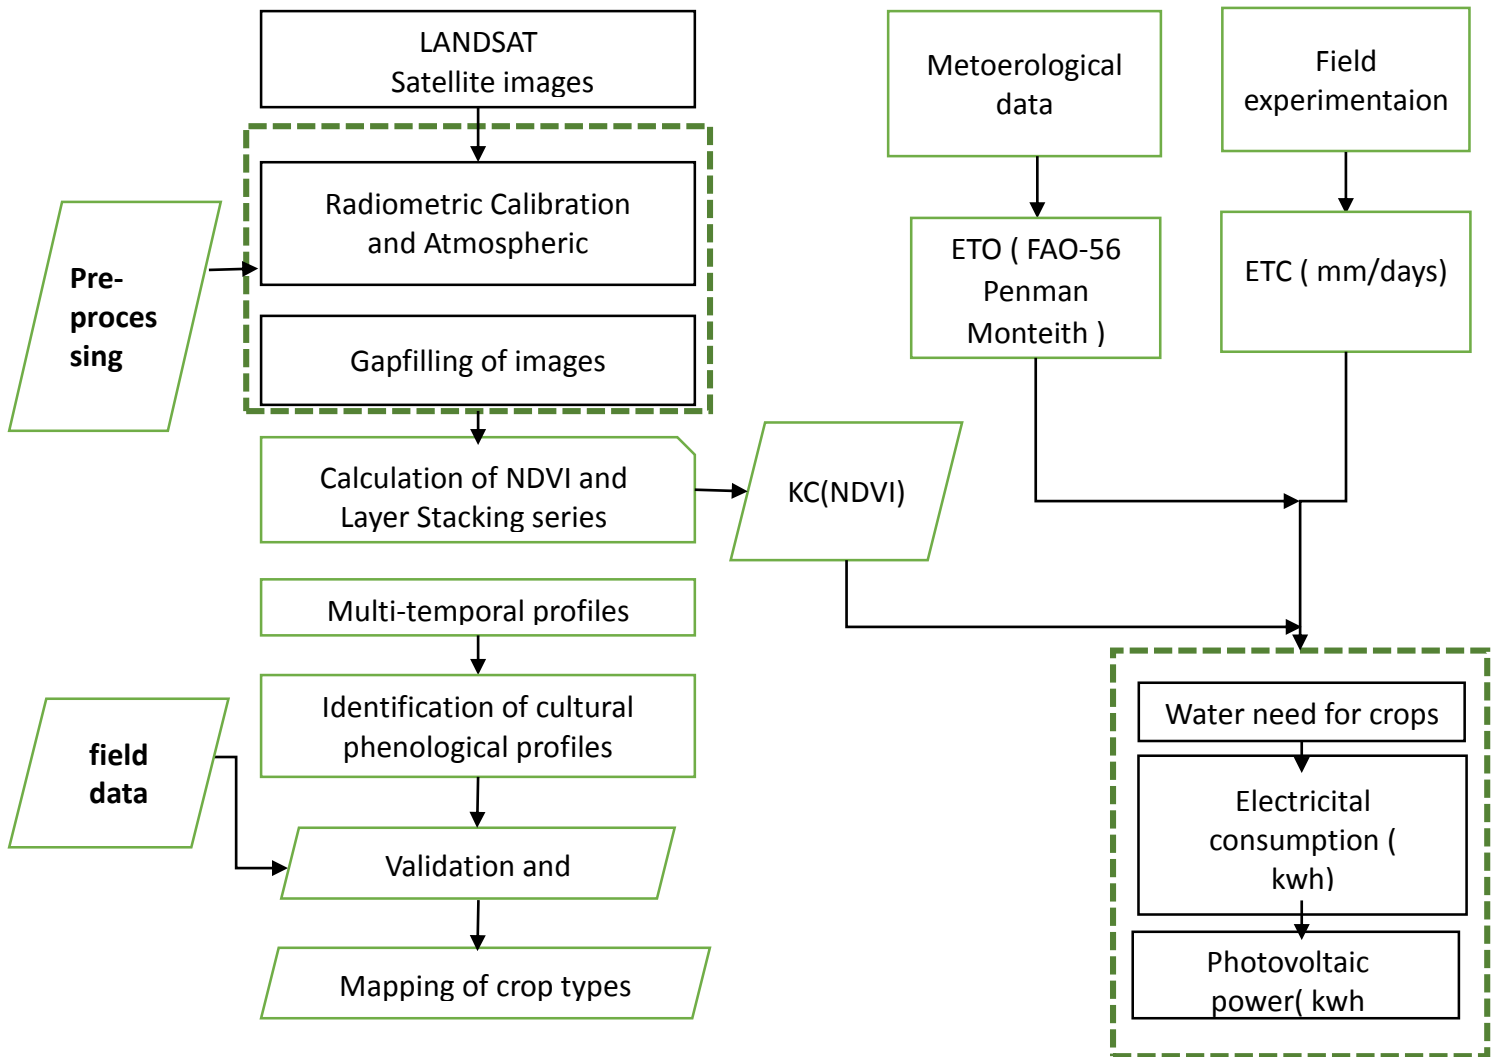 LANDSAT
Satellite images
Radiometric Calibration
and Atmospheric
Pre-
proces
sing
Gapfilling of images
Calculation of NDVI and
Layer Stacking series
KC(NDVI)
Multi-temporal profiles
Identification of cultural
phenological profiles
field
data
Validation and
Mapping of crop types
Metoerological
data
Field
experimentaion
ETO ( FAO-56
Penman
Monteith )
ETC ( mm/days)
Water need for crops
Electricital
consumption (
kwh)
Photovoltaic
power( kwh